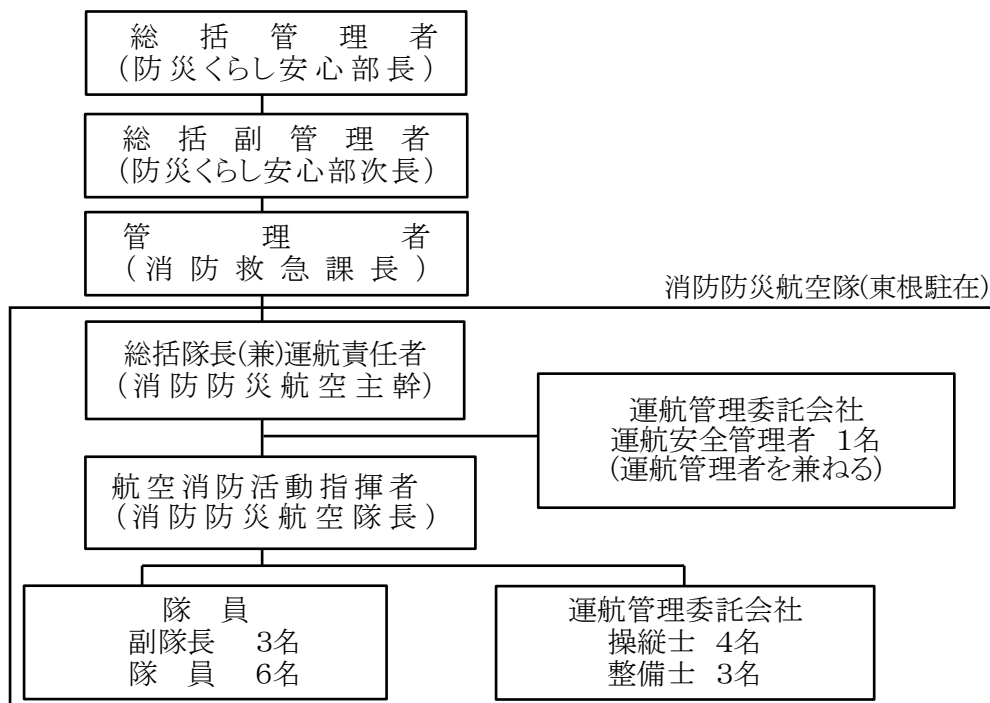 総括管理者
(防災くらし安心部長)
総括副管理者
(防災くらし安心部次長)
管理者
(消防救急課長)
消防防災航空隊(東根駐在)
総括隊長(兼)運航責任者
(消防防災航空主幹)
運航管理委託会社
運航安全管理者 1名
(運航管理者を兼ねる)
航空消防活動指揮者
(消防防災航空隊長)
隊員
副隊長 3名
隊員 6名
運航管理委託会社
操縦士 4名
整備士 3名